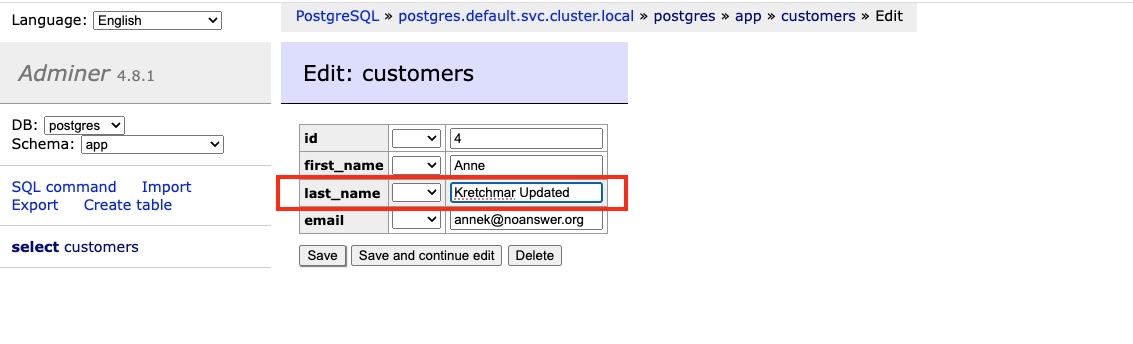 Language: English
PostgreSQL » postgres.default.svc.cluster.local » postgres » app » customers » Edit
Adminer 4.8.1
DB: postgres
Schema: app
SQL command Import
Export Create table
select customers
Edit: customers
id 4
first_name Anne
last_name Kretchmar Updated
email annek@noanswer.org
Save Save and continue edit Delete